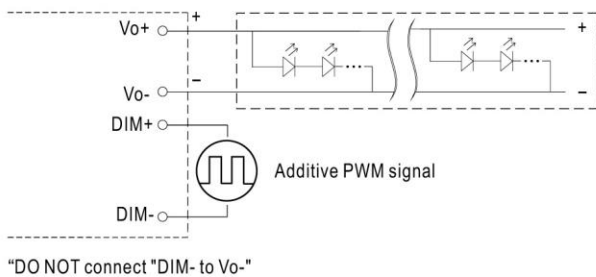 Vo+
+
+
−
−
Vo-
DIM+
Additive PWM signal
DIM-
“DO NOT connect "DIM- to Vo-"